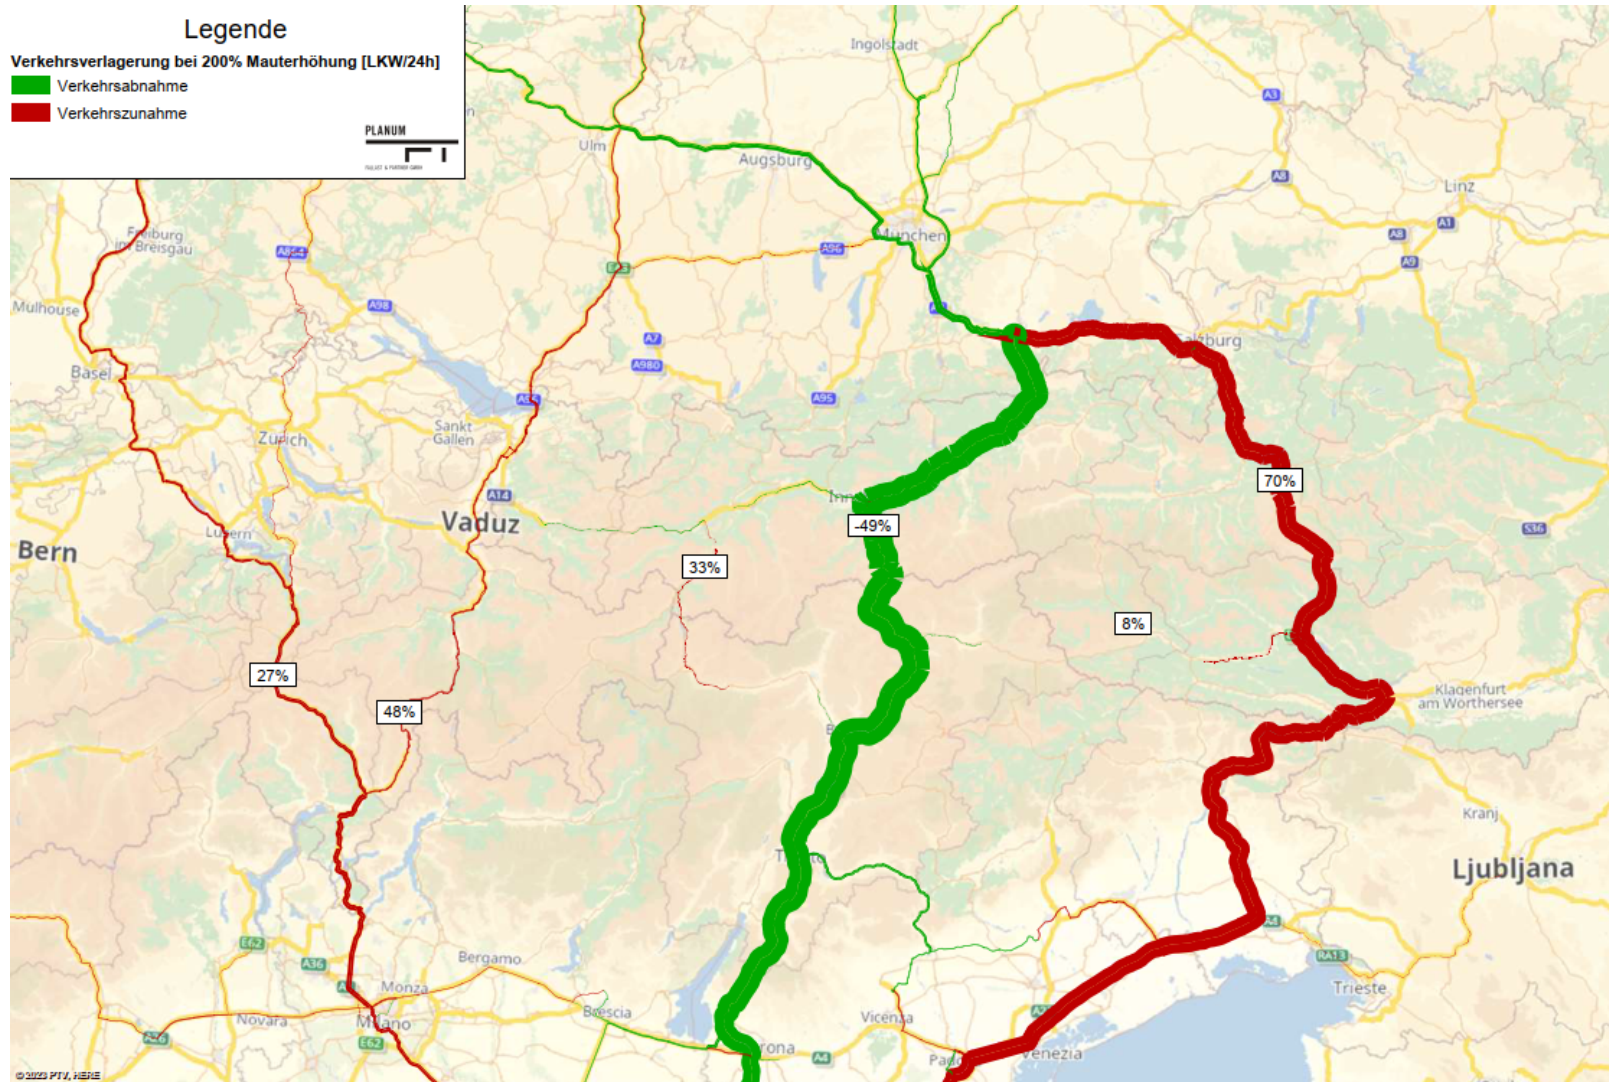 Legende
Verkehrsverlagerung bei 200% Mauterhöhung [LKW/24h]
Verkehrsabnahme
Verkehrszunahme
PLANUM
Ingolstadt
A3
Ulm
Augsburg
A8
Linz
A1
A8
A9
Freiburg
im Breisgau
A864
München
A96
Mulhouse
A98
A7
Salzburg
A980
Basel
A95
Sankt
Gallen
Zürich
A14
Vaduz
70%
-49%
S36
Bern
Luzern
33%
8%
27%
48%
Klagenfurt
am Wörthersee
Kranj
Ljubljana
A4
E62
A36
Bergamo
RA13
Monza
Trieste
Novara
Milano
Brescia
Vicenza
A26
E62
A4
Venezia
© 2023 PTV, HERE